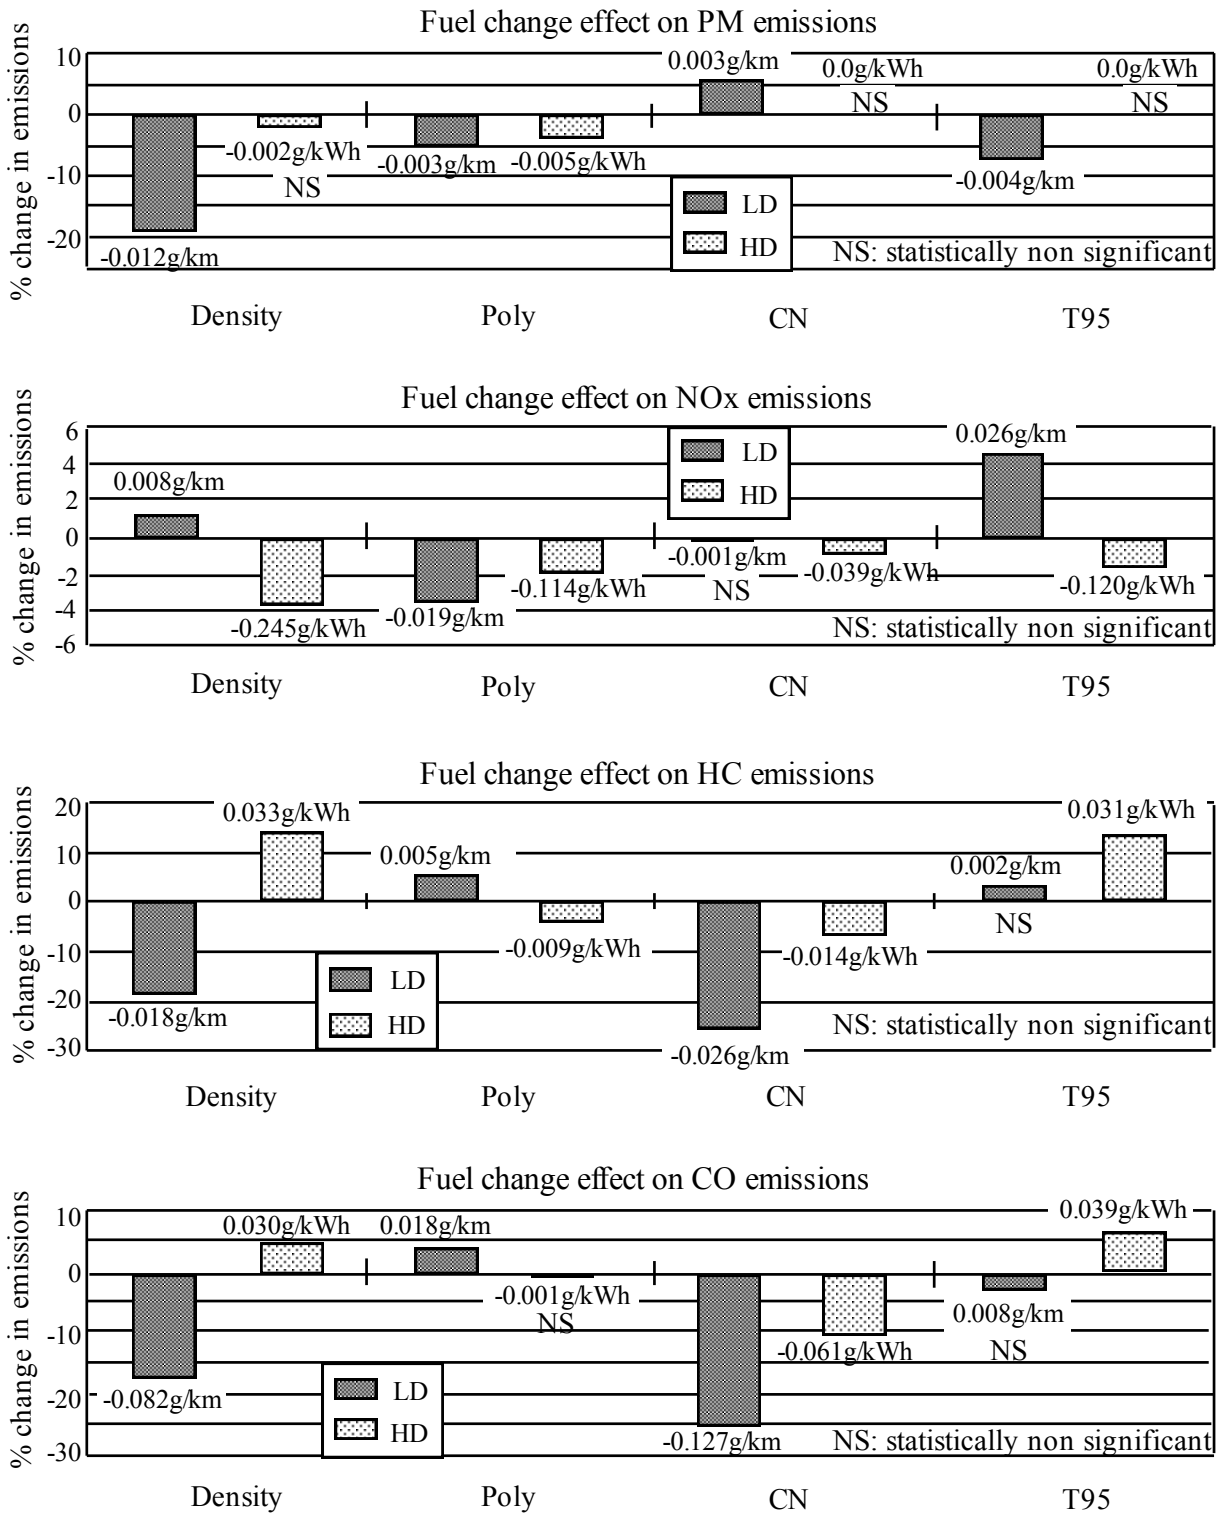 Fuel change effect on PM emissions
% change in emissions
10
0
-10
-20
0.003g/km
0.0g/kWh
NS
0.0g/kWh
NS
-0.002g/kWh
NS
-0.003g/km
-0.005g/kWh
-0.004g/km
-0.012g/km
LD
HD
NS: statistically non significant
Density
Poly
CN
T95
Fuel change effect on NOx emissions
% change in emissions
6
4
2
0
-2
-4
-6
0.008g/km
0.026g/km
LD
HD
-0.001g/km
NS
-0.039g/kWh
-0.114g/kWh
-0.120g/kWh
-0.019g/km
-0.245g/kWh
NS: statistically non significant
Density
Poly
CN
T95
Fuel change effect on HC emissions
% change in emissions
20
10
0
-10
-20
-30
0.033g/kWh
0.031g/kWh
0.005g/km
0.002g/km
NS
-0.009g/kWh
-0.014g/kWh
-0.018g/km
-0.026g/km
LD
HD
NS: statistically non significant
Density
Poly
CN
T95
Fuel change effect on CO emissions
% change in emissions
10
0
-10
-20
-30
0.030g/kWh
0.018g/km
0.039g/kWh
-0.001g/kWh
NS
0.008g/km
NS
-0.061g/kWh
-0.082g/km
-0.127g/km
LD
HD
NS: statistically non significant
Density
Poly
CN
T95